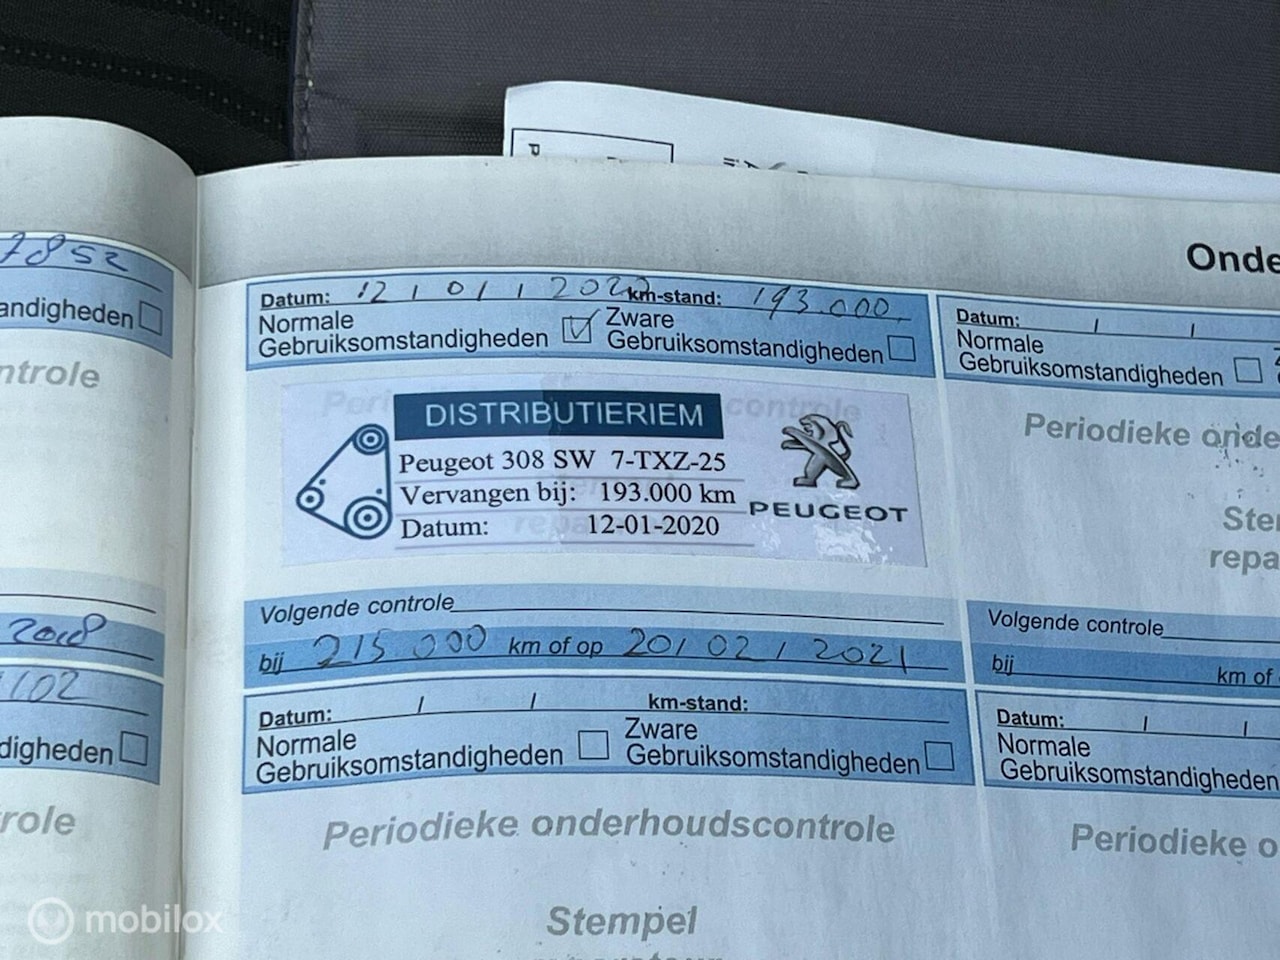 7852
andigheden
ntrole
2018
102
digheden
role
Onde
Datum: 12 / 01 / 2020 km-stand: 193.000,
Normale
Gebruiksomstandigheden
Zware
Gebruiksomstandigheden
DISTRIBUTIERIEM
Peugeot 308 SW 7-TXZ-25
Vervangen bij: 193.000 km
Datum: 12-01-2020
PEUGEOT
Volgende controle
bij 215.000 km of op 20/02/2021
Datum: / / km-stand:
Normale
Gebruiksomstandigheden
Zware
Gebruiksomstandigheden
Periodieke onderhoudscontrole
Stempel
Datum: / /
Normale
Gebruiksomstandigheden
Periodieke onde
Ste
repa
Volgende controle
bij km of
Datum: / /
Normale
Gebruiksomstandigheden
Periodieke o
mobilox